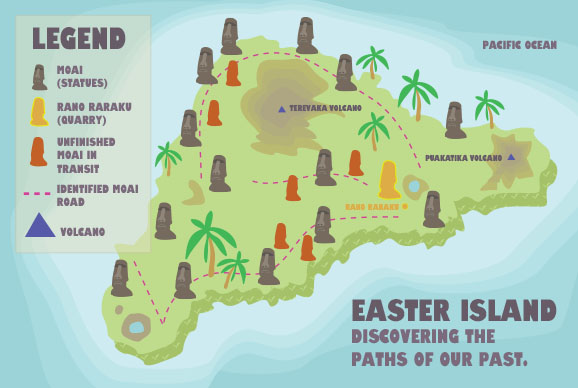 LEGEND
MOAI
(STATUES)
RANO RARAKU
(QUARRY)
UNFINISHED
MOAI IN
TRANSIT
IDENTIFIED MOAI
ROAD
VOLCANO
PACIFIC OCEAN
TEREVAKA VOLCANO
PUAKATIKA VOLCANO
RANO RARAKU
EASTER ISLAND
DISCOVERING THE
PATHS OF OUR PAST.